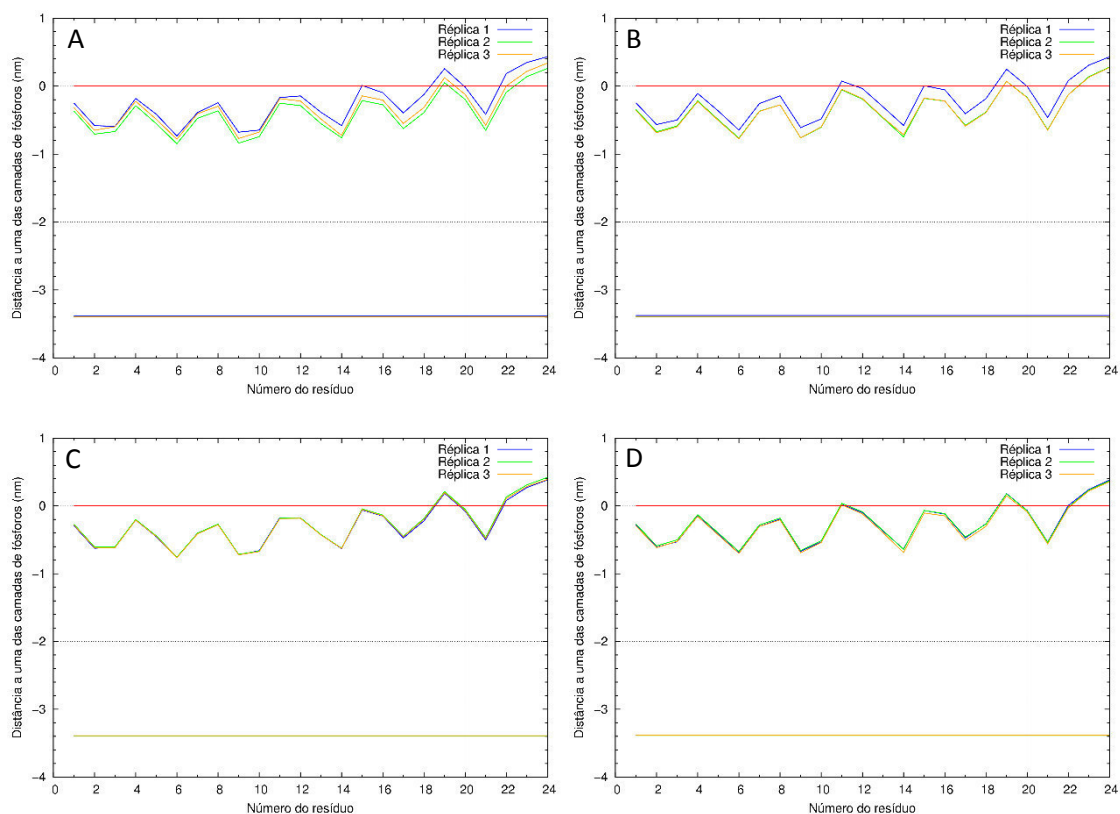 A
Réplica 1
Réplica 2
Réplica 3
Distância a uma das camadas de fósforos (nm)
1
0
−1
−2
−3
−4
0 2 4 6 8 10 12 14 16 18 20 22 24
Número do resíduo
B
Réplica 1
Réplica 2
Réplica 3
Distância a uma das camadas de fósforos (nm)
1
0
−1
−2
−3
−4
0 2 4 6 8 10 12 14 16 18 20 22 24
Número do resíduo
C
Réplica 1
Réplica 2
Réplica 3
Distância a uma das camadas de fósforos (nm)
1
0
−1
−2
−3
−4
0 2 4 6 8 10 12 14 16 18 20 22 24
Número do resíduo
D
Réplica 1
Réplica 2
Réplica 3
Distância a uma das camadas de fósforos (nm)
1
0
−1
−2
−3
−4
0 2 4 6 8 10 12 14 16 18 20 22 24
Número do resíduo